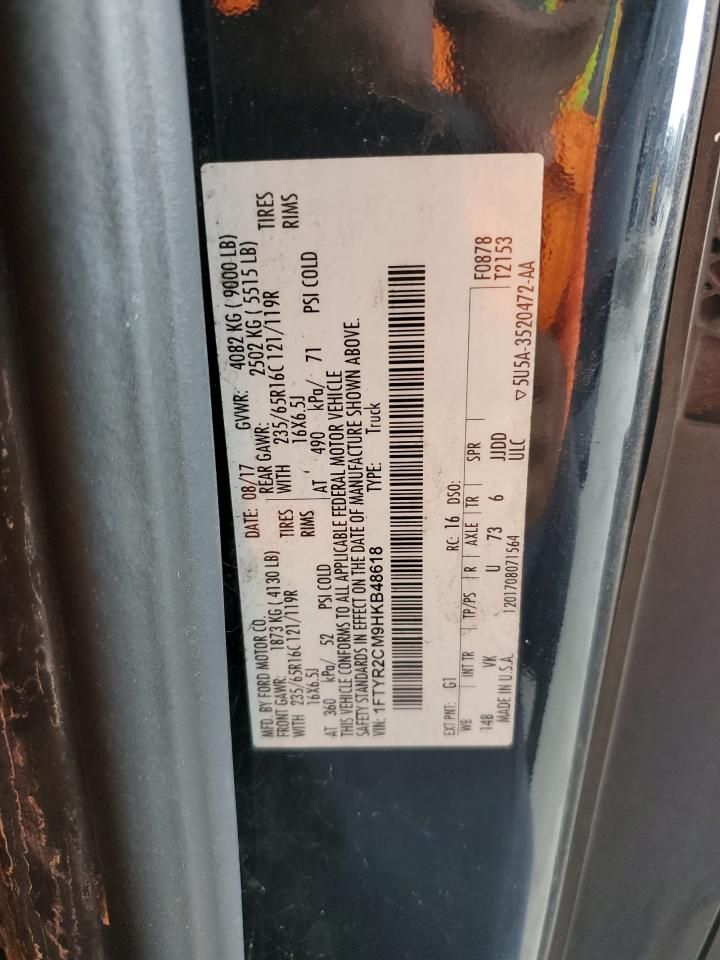 MFD. BY FORD MOTOR CO. DATE: 08/17 GVWR: 4082 KG ( 9000 LB)
FRONT GAWR: 1873 KG ( 4130 LB) REAR GAWR: 2502 KG ( 5515 LB)
WITH 235/65R16C 121/119R TIRES WITH 235/65R16C 121/119R TIRES
16X6.5J RIMS 16X6.5J RIMS
AT 360 kPa/ 52 PSI COLD AT 490 kPa/ 71 PSI COLD
THIS VEHICLE CONFORMS TO ALL APPLICABLE FEDERAL MOTOR VEHICLE
SAFETY STANDARDS IN EFFECT ON THE DATE OF MANUFACTURE SHOWN ABOVE.
VIN: 1FTYR2CM9HKB48618 TYPE: Truck
EXT PNT: G1 RC: 16 DSO: F0878
WB INT TR TP/PS R AXLE TR SPR T2153
148 VK U 73 6 JJDD
MADE IN U.S.A. 1201708071564 ULC ▽5U5A-3520472-AA